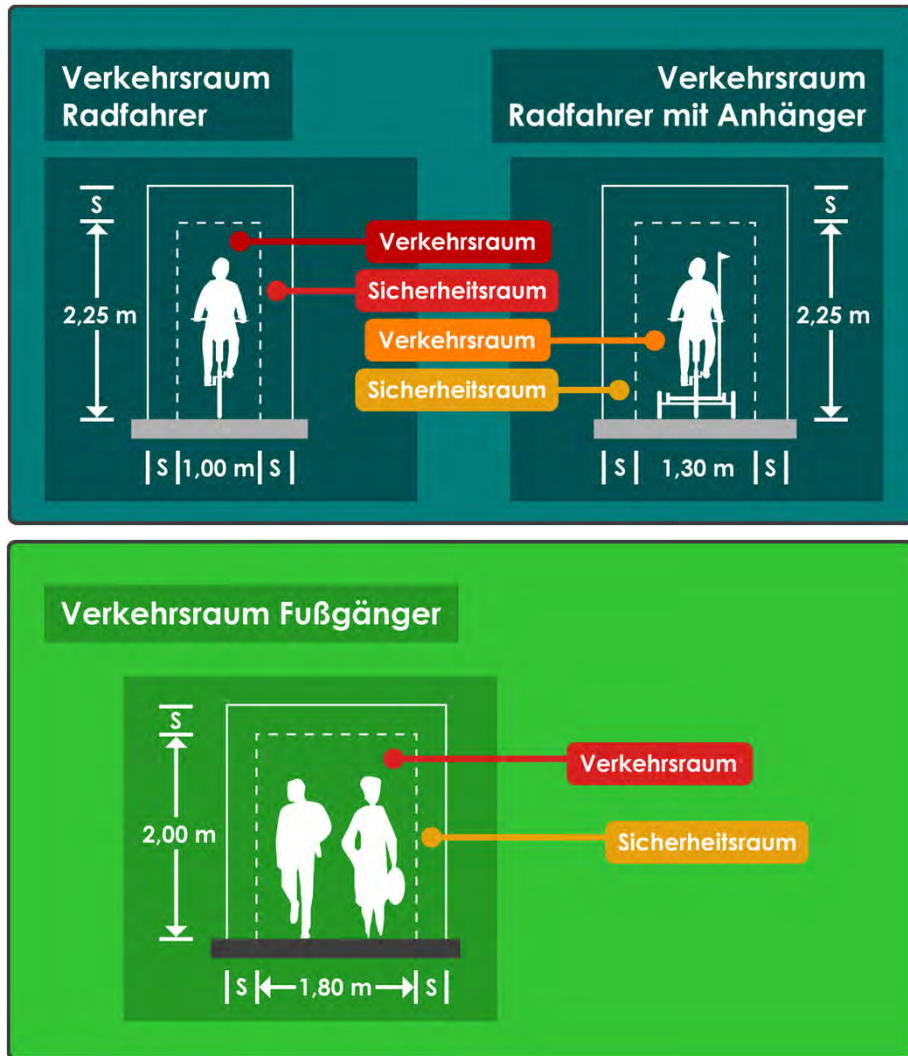 Verkehrsraum
Radfahrer
Verkehrsraum
Radfahrer mit Anhänger
S
2,25 m
S 1,00 m S
Verkehrsraum
Sicherheitsraum
Verkehrsraum
Sicherheitsraum
S
2,25 m
S 1,30 m S
Verkehrsraum Fußgänger
S
2,00 m
S 1,80 m S
Verkehrsraum
Sicherheitsraum